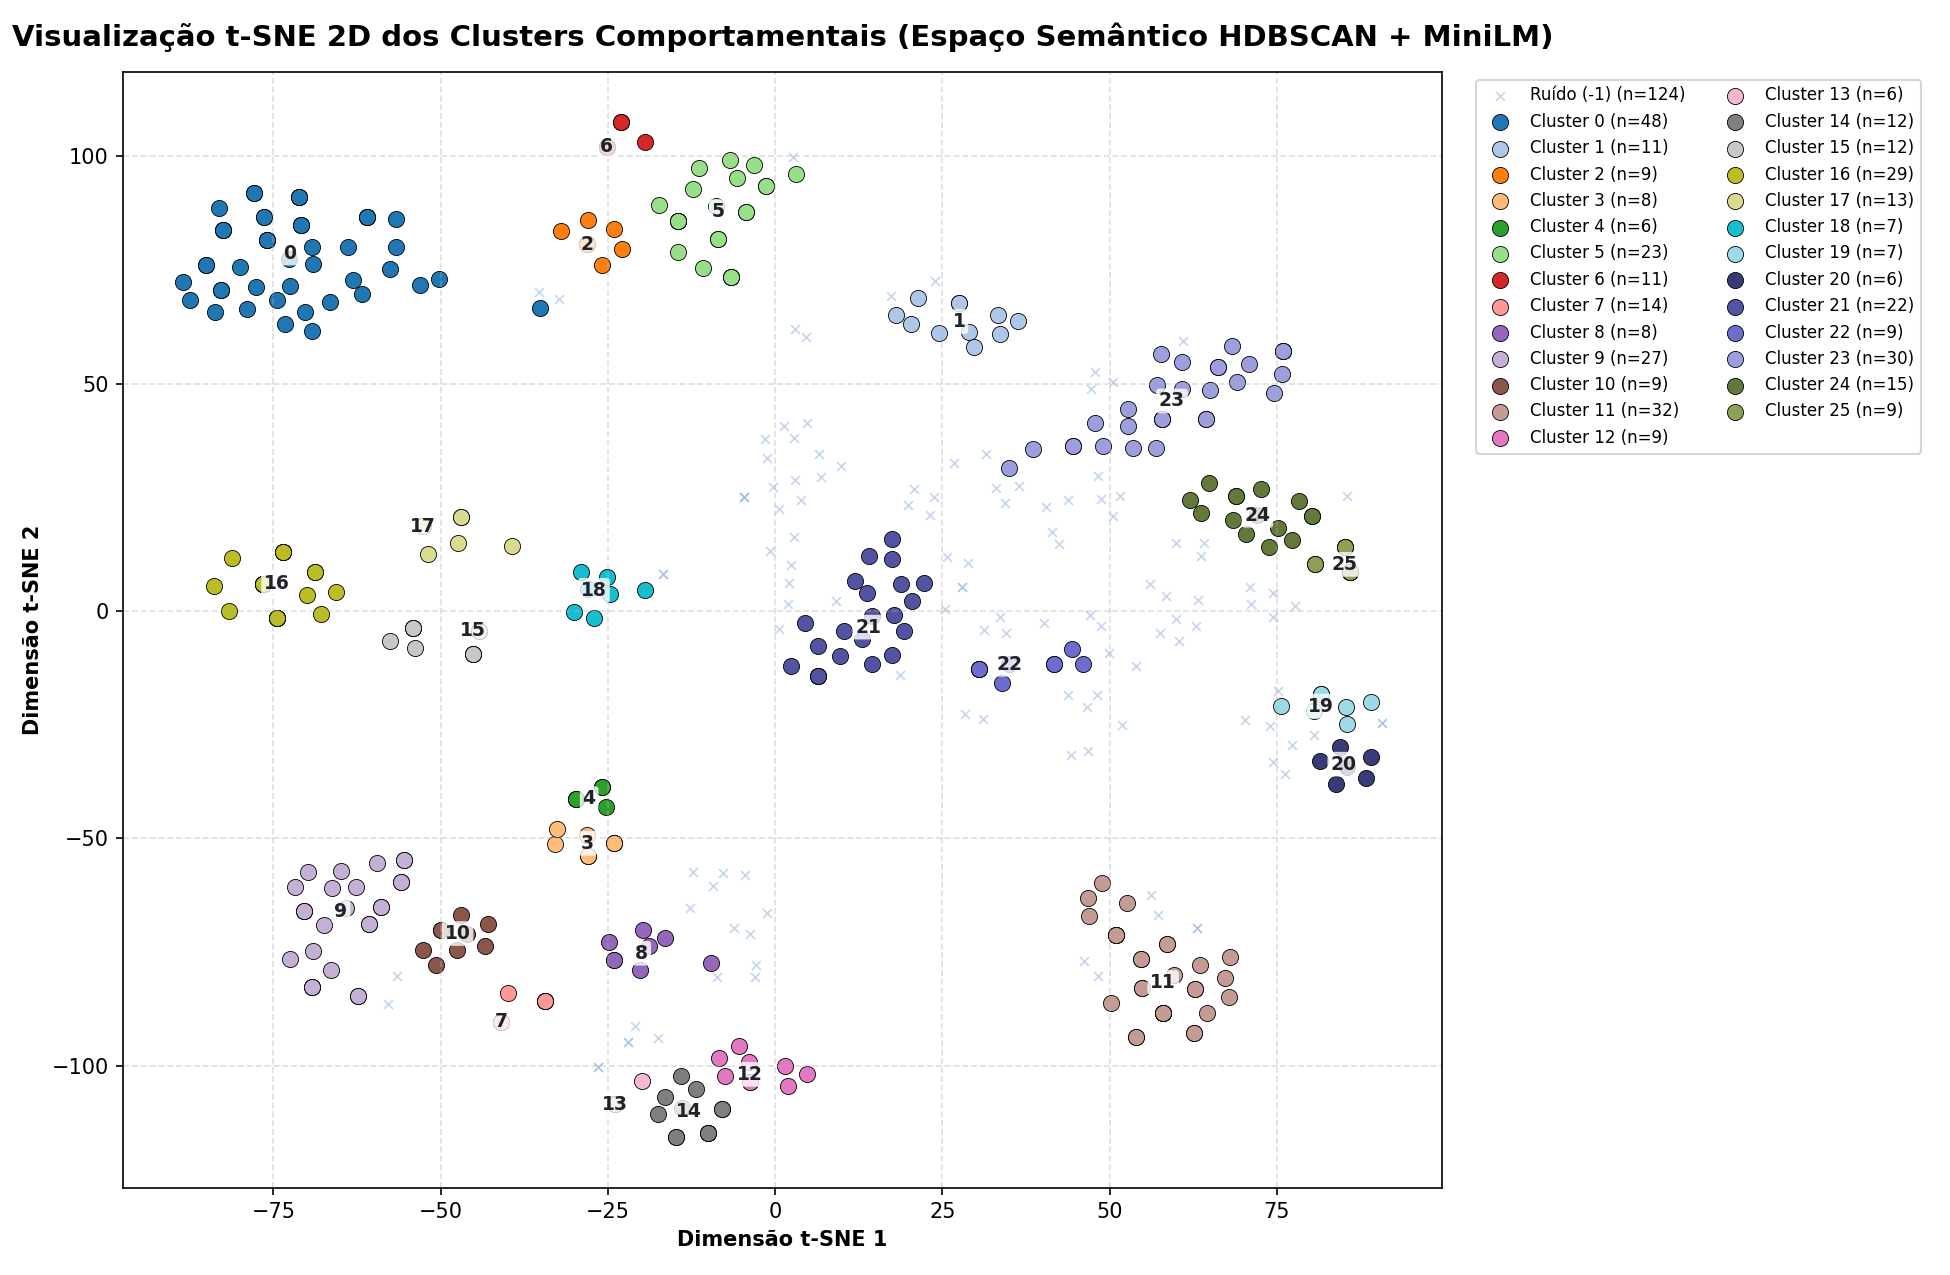 Visualização t-SNE 2D dos Clusters Comportamentais (Espaço Semântico HDBSCAN + MiniLM)
Ruído (-1) (n=124)
Cluster 0 (n=48)
Cluster 1 (n=11)
Cluster 2 (n=9)
Cluster 3 (n=8)
Cluster 4 (n=6)
Cluster 5 (n=23)
Cluster 6 (n=11)
Cluster 7 (n=14)
Cluster 8 (n=8)
Cluster 9 (n=27)
Cluster 10 (n=9)
Cluster 11 (n=32)
Cluster 12 (n=9)
Cluster 13 (n=6)
Cluster 14 (n=12)
Cluster 15 (n=12)
Cluster 16 (n=29)
Cluster 17 (n=13)
Cluster 18 (n=7)
Cluster 19 (n=7)
Cluster 20 (n=6)
Cluster 21 (n=22)
Cluster 22 (n=9)
Cluster 23 (n=30)
Cluster 24 (n=15)
Cluster 25 (n=9)
Dimensão t-SNE 2
100
50
0
−50
−100
6
5
2
0
1
23
24
25
17
16
18
15
21
22
19
20
4
3
9
10
8
7
11
12
13
14
−75
−50
−25
0
25
50
75
Dimensão t-SNE 1